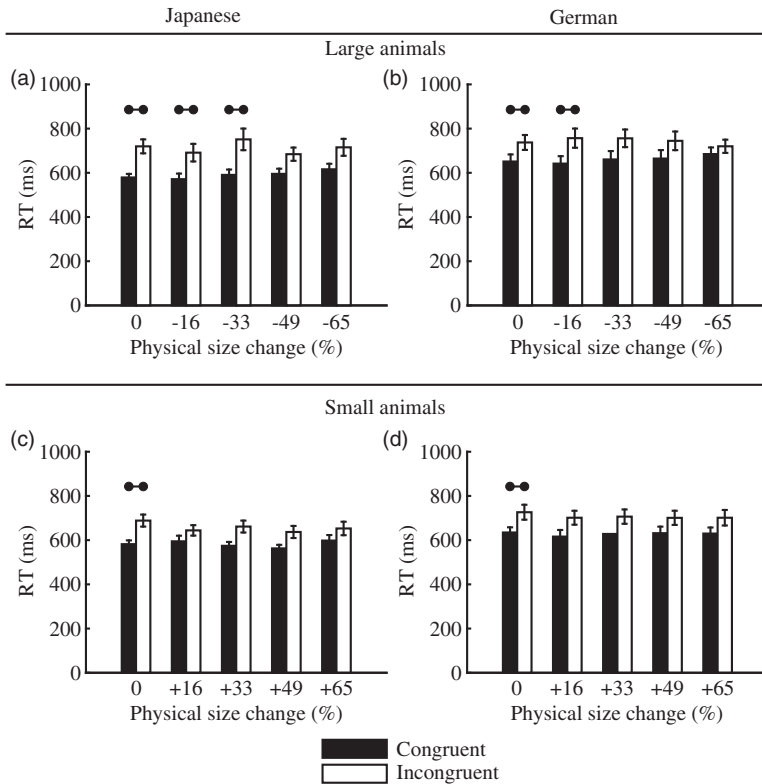 Japanese German
Large animals
(a) (b)
1000 1000
800 800
600 600
400 400
200 200
0 0
RT (ms) RT (ms)
0 -16 -33 -49 -65 0 -16 -33 -49 -65
Physical size change (%) Physical size change (%)
Small animals
(c) (d)
1000 1000
800 800
600 600
400 400
200 200
0 0
RT (ms) RT (ms)
0 +16 +33 +49 +65 0 +16 +33 +49 +65
Physical size change (%) Physical size change (%)
Congruent
Incongruent